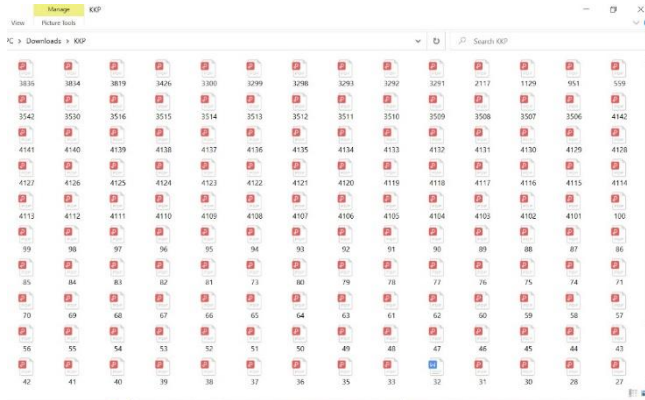 Manage KKP
View Picture Tools
PC > Downloads > KKP Search KKP
3836 3834 3819 3426 3300 3299 3298 3293 3292 3291 2117 1129 951 559
3542 3530 3516 3515 3514 3513 3512 3511 3510 3509 3508 3507 3506 4142
4141 4140 4139 4138 4137 4136 4135 4134 4133 4132 4131 4130 4129 4128
4127 4126 4125 4124 4123 4122 4121 4120 4119 4118 4117 4116 4115 4114
4113 4112 4111 4110 4109 4108 4107 4106 4105 4104 4103 4102 4101 100
99 98 97 96 95 94 93 92 91 90 89 88 87 86
85 84 83 82 81 73 80 79 78 77 76 75 74 71
70 69 68 67 66 65 64 63 61 62 60 59 58 57
56 55 54 53 52 51 50 49 48 47 46 45 44 43
42 41 40 39 38 37 36 35 33 32 31 30 28 27